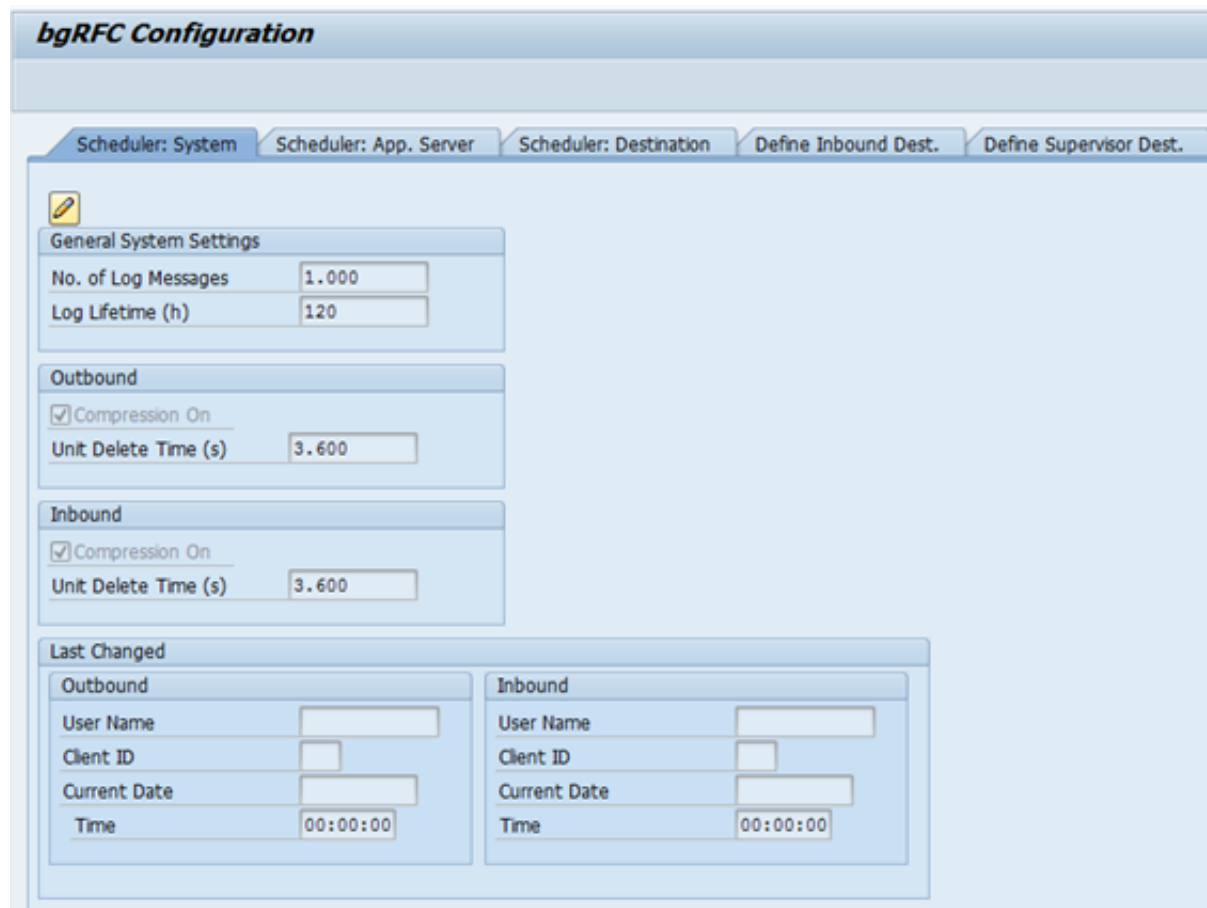 bgRFC Configuration
Scheduler: System Scheduler: App. Server Scheduler: Destination Define Inbound Dest. Define Supervisor Dest.
General System Settings
No. of Log Messages 1.000
Log Lifetime (h) 120
Outbound
Compression On
Unit Delete Time (s) 3.600
Inbound
Compression On
Unit Delete Time (s) 3.600
Last Changed
Outbound Inbound
User Name User Name
Client ID Client ID
Current Date Current Date
Time 00:00:00 Time 00:00:00